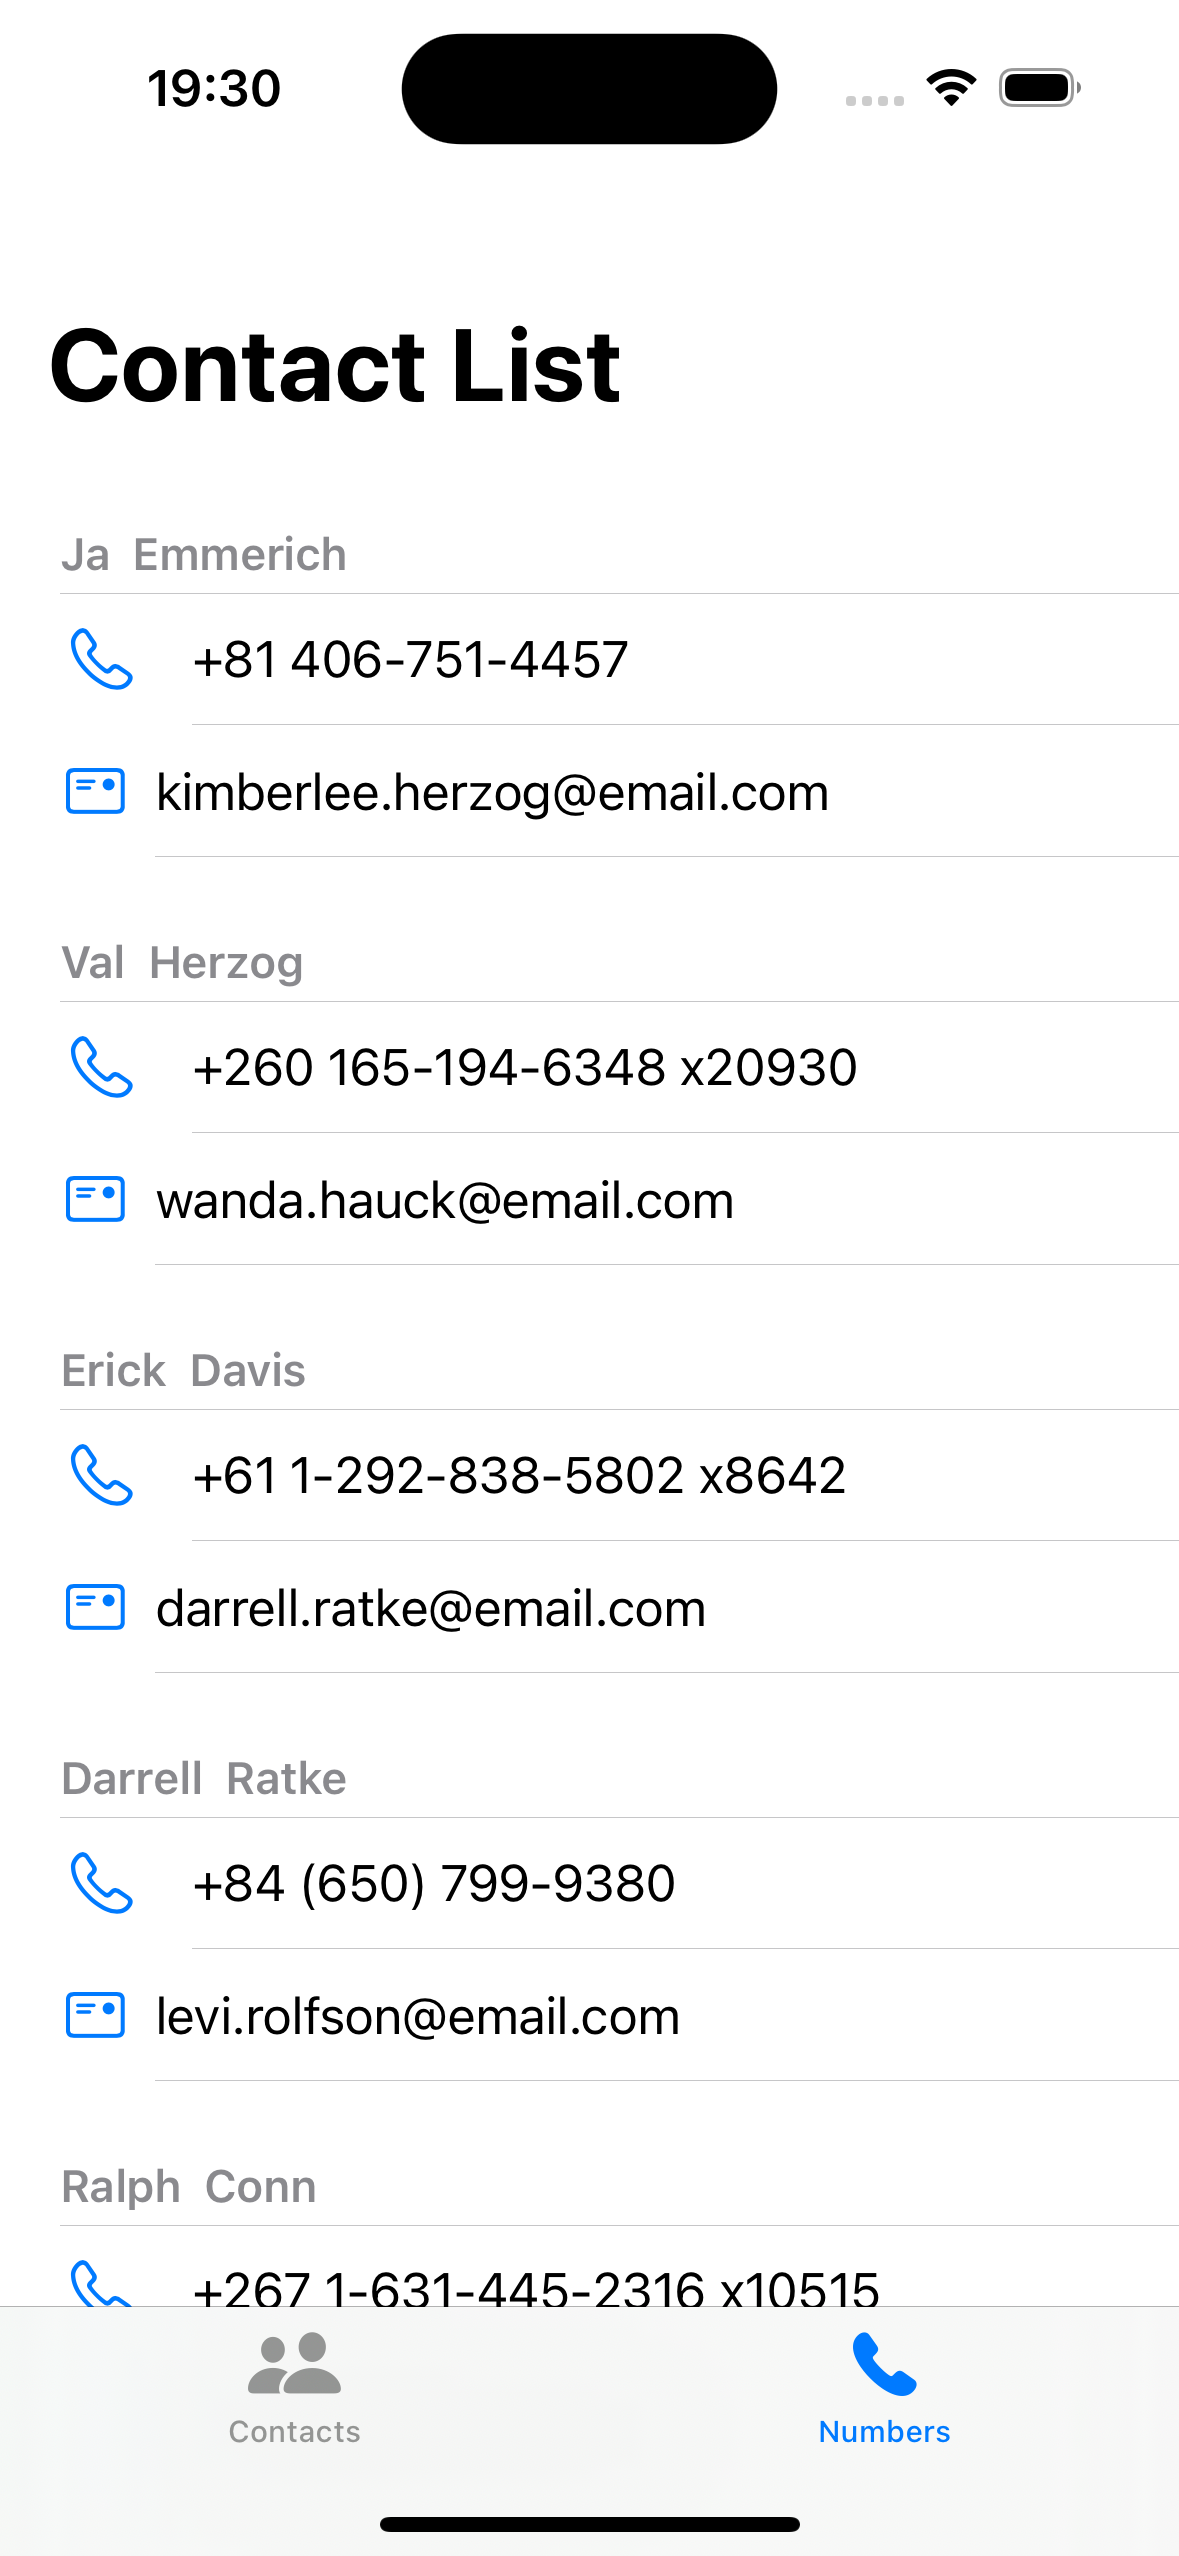 19:30
Contact List
Ja Emmerich
+81 406-751-4457
kimberlee.herzog@email.com
Val Herzog
+260 165-194-6348 x20930
wanda.hauck@email.com
Erick Davis
+61 1-292-838-5802 x8642
darrell.ratke@email.com
Darrell Ratke
+84 (650) 799-9380
levi.rolfson@email.com
Ralph Conn
+267 1-631-445-2316 x10515
Contacts
Numbers